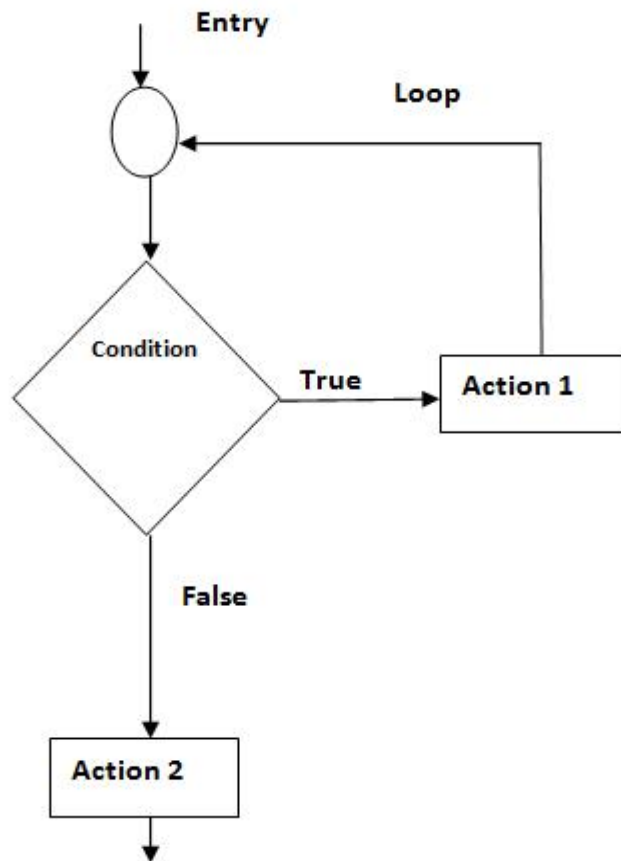 Entry
Loop
Condition
True
Action 1
False
Action 2